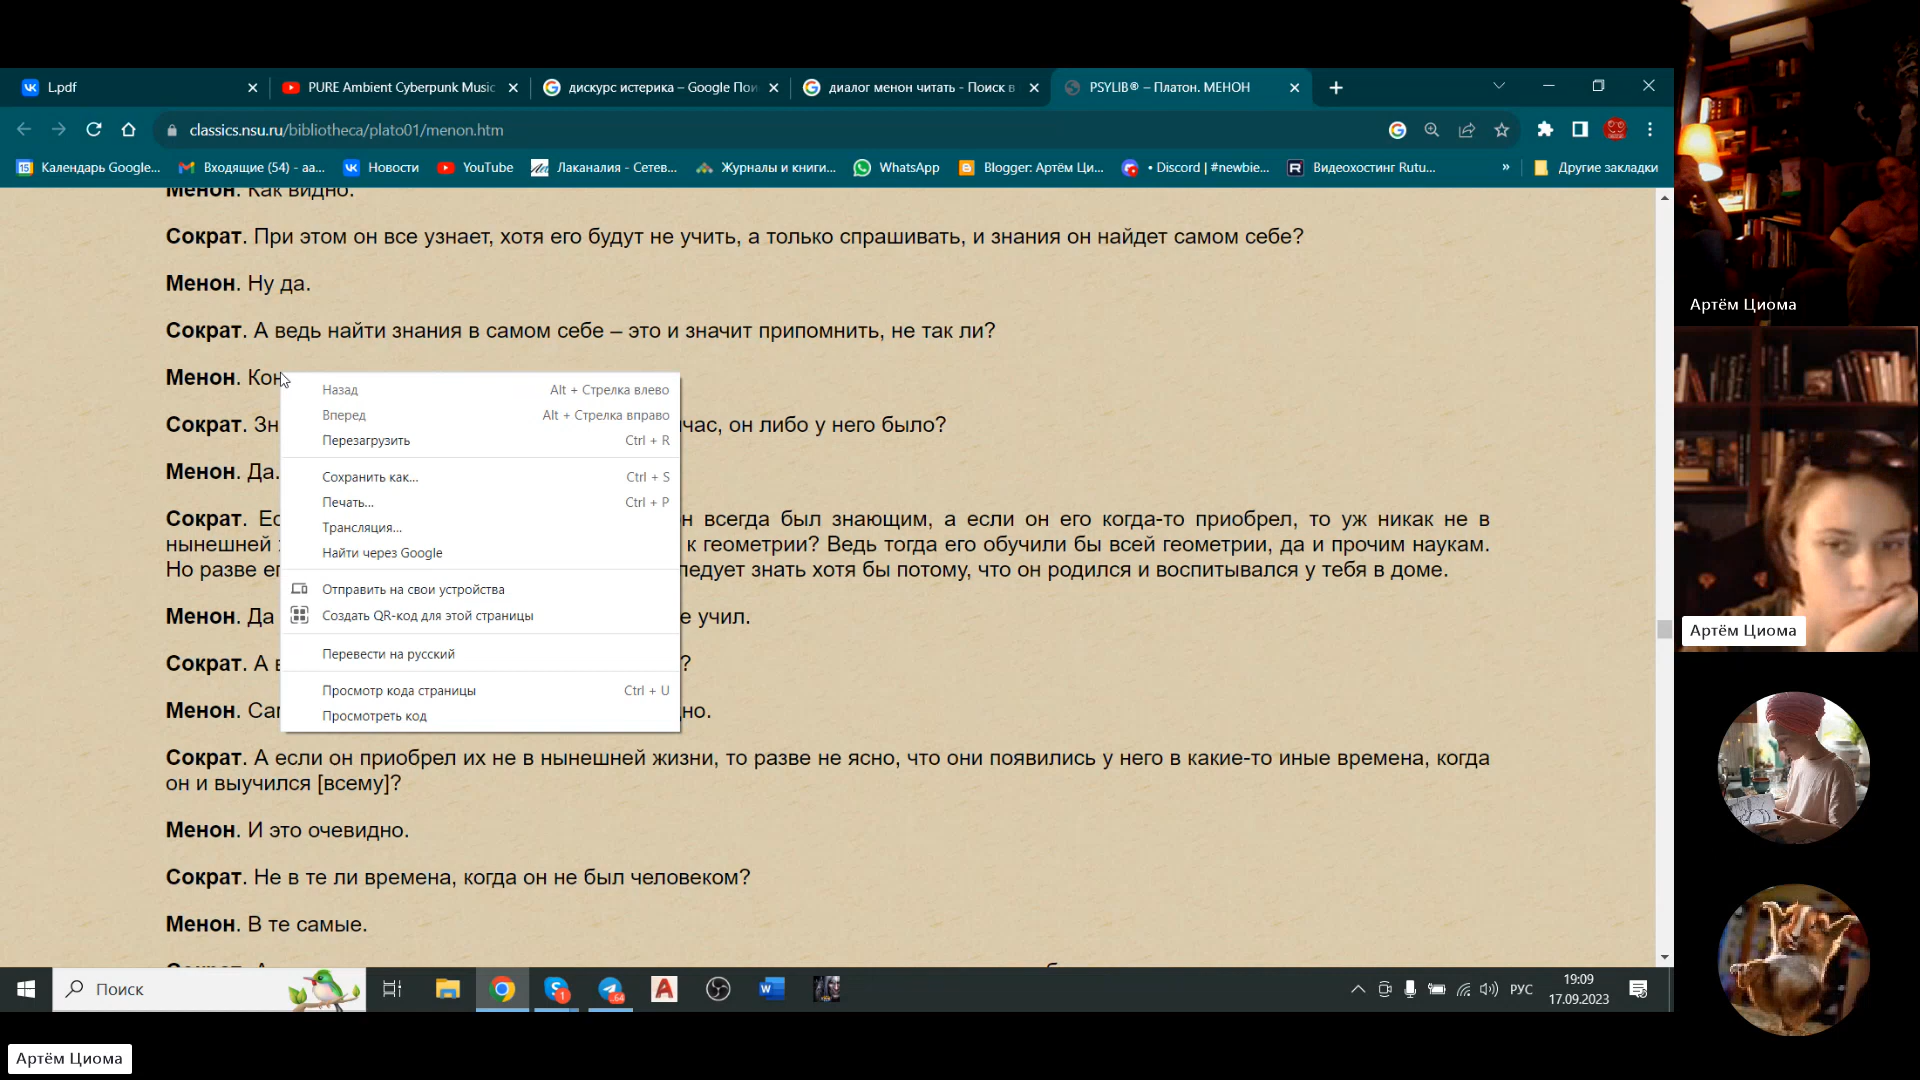 L.pdf
PURE Ambient Cyberpunk Music
дискурс истерика – Google Пои
диалог менон читать - Поиск в
PSYLIB® – Платон. МЕНОН
classics.nsu.ru/bibliotheca/plato01/menon.htm
Календарь Google...
Входящие (54) - aa...
Новости
YouTube
Лаканалия - Сетев...
Журналы и книги...
WhatsApp
Blogger: Артём Ци...
• Discord | #newbie...
Видеохостинг Rutu...
»
Другие закладки
Менон. Как видно.
Сократ. При этом он все узнает, хотя его будут не учить, а только спрашивать, и знания он найдет самом себе?
Менон. Ну да.
Сократ. А ведь найти знания в самом себе – это и значит припомнить, не так ли?
Менон. Кон
Сократ. Зн час, он либо у него было?
Менон. Да.
Сократ. Ес н всегда был знающим, а если он его когда-то приобрел, то уж никак не в
нынешней к геометрии? Ведь тогда его обучили бы всей геометрии, да и прочим наукам.
Но разве ег ледует знать хотя бы потому, что он родился и воспитывался у тебя в доме.
Менон. Да е учил.
Сократ. А в ?
Менон. Сам но.
Сократ. А если он приобрел их не в нынешней жизни, то разве не ясно, что они появились у него в какие-то иные времена, когда
он и выучился [всему]?
Менон. И это очевидно.
Сократ. Не в те ли времена, когда он не был человеком?
Менон. В те самые.
Назад Alt + Стрелка влево
Вперед Alt + Стрелка вправо
Перезагрузить Ctrl + R
Сохранить как... Ctrl + S
Печать... Ctrl + P
Трансляция...
Найти через Google
Отправить на свои устройства
Создать QR-код для этой страницы
Перевести на русский
Просмотр кода страницы Ctrl + U
Просмотреть код
Поиск
РУС
19:09
17.09.2023
Артём Циома
Артём Циома
Артём Циома